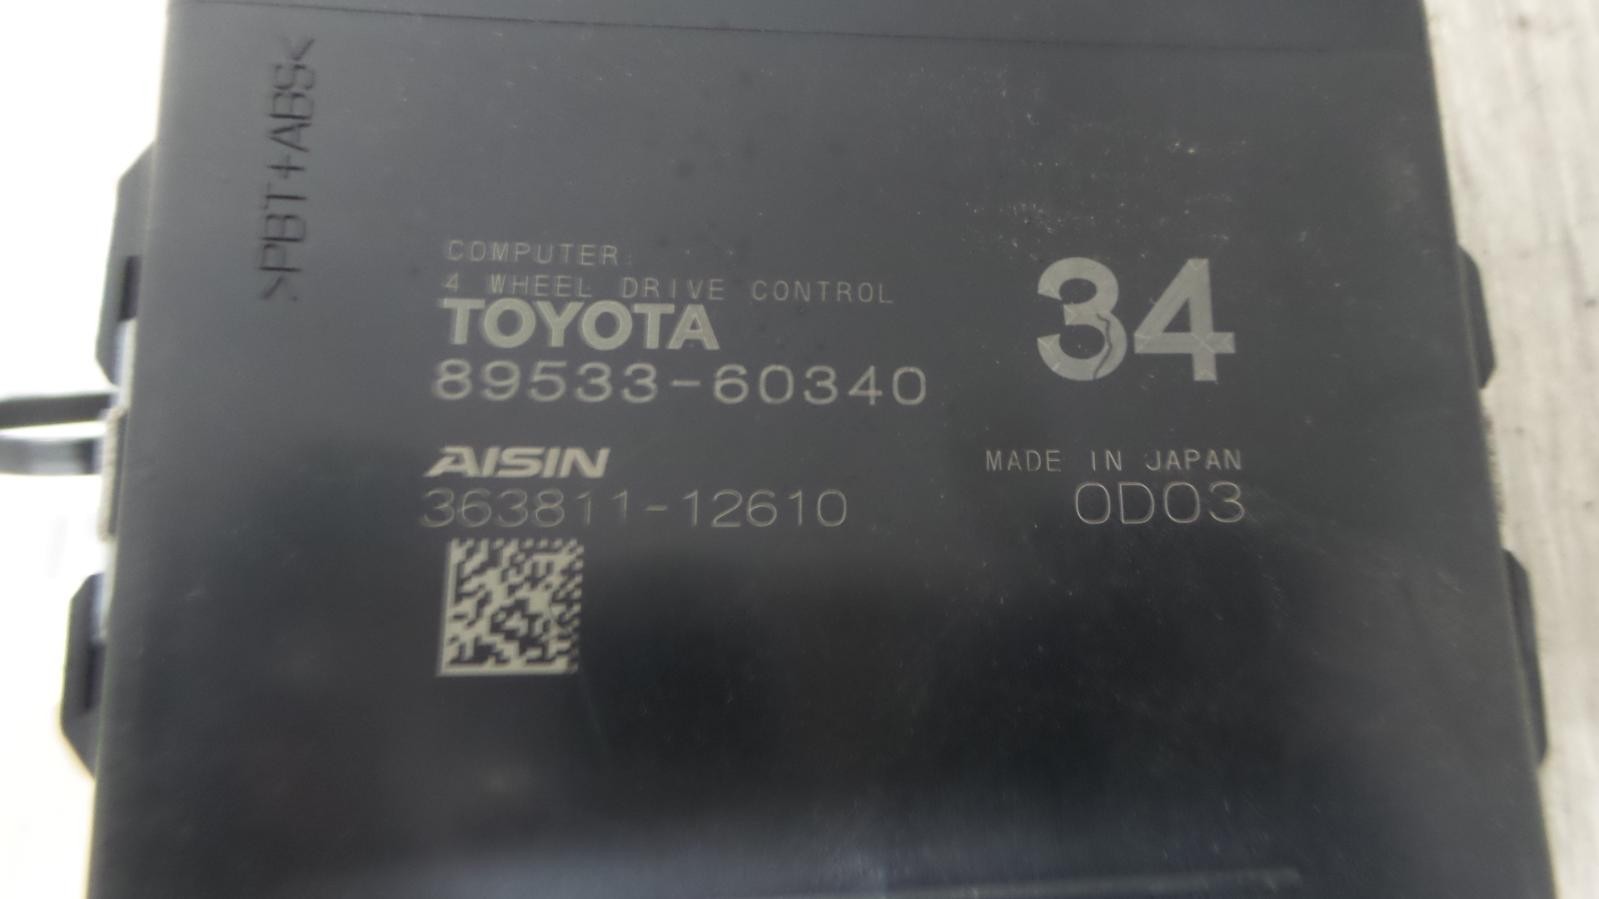 >PBT+ABS<
COMPUTER:
4 WHEEL DRIVE CONTROL
TOYOTA
89533-60340
34
AISIN
363811-12610
MADE IN JAPAN
0D03